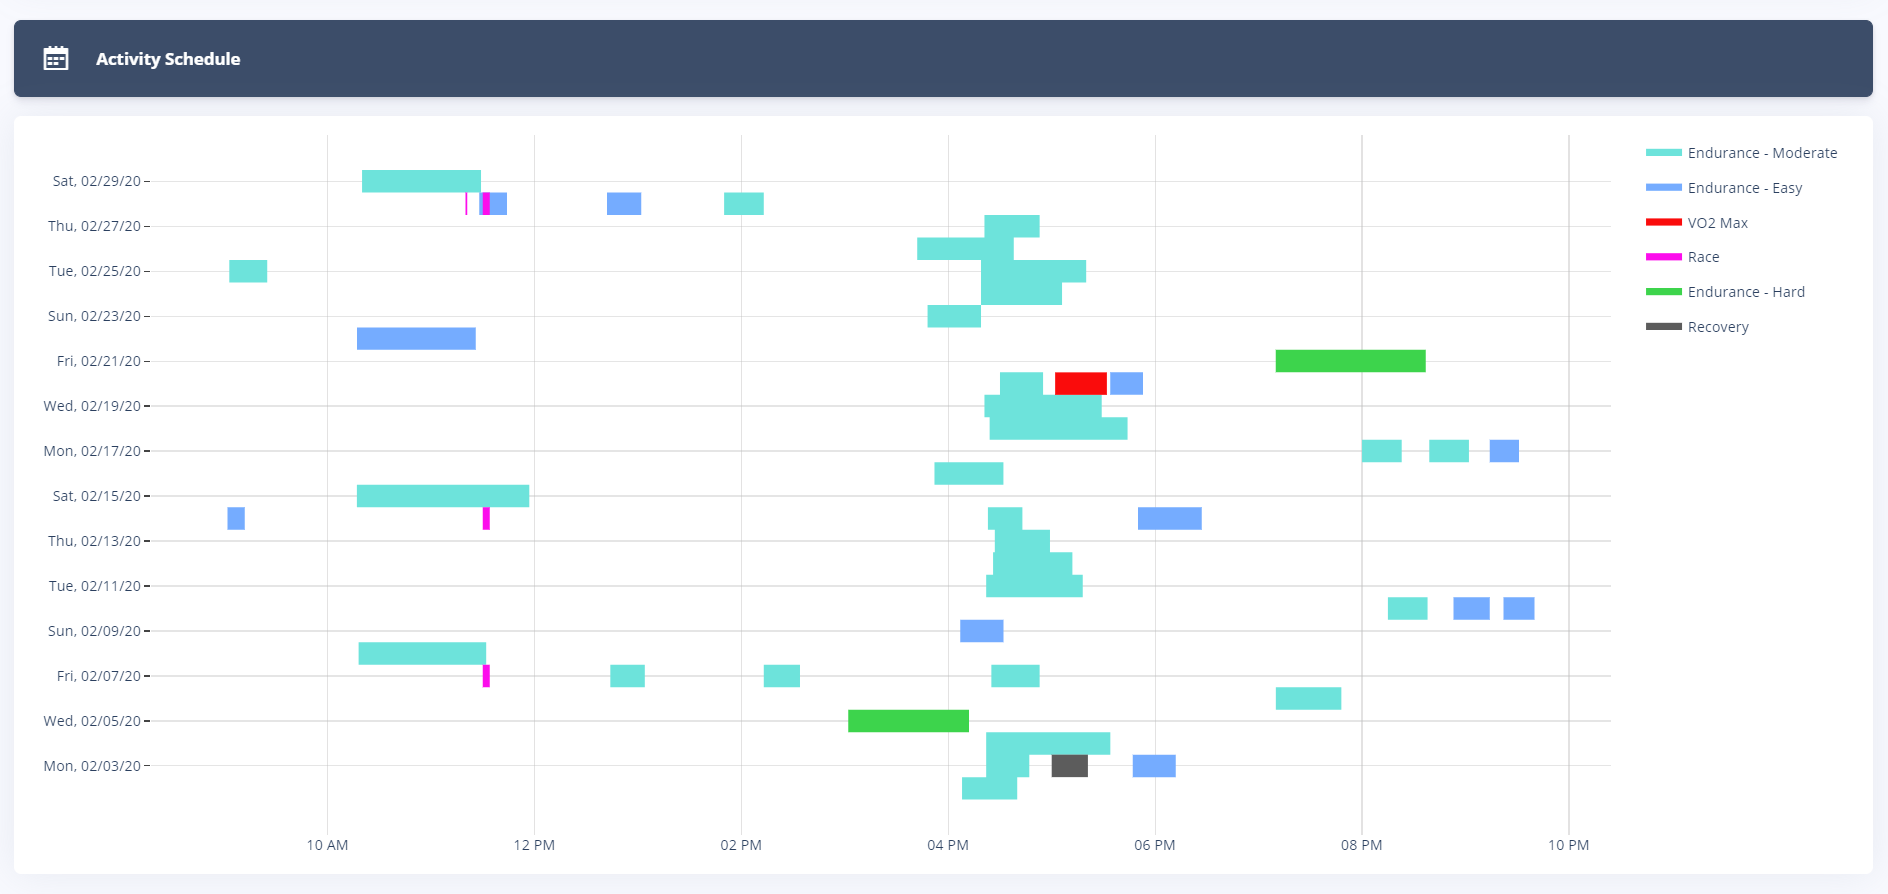 Activity Schedule
Sat, 02/29/20
Thu, 02/27/20
Tue, 02/25/20
Sun, 02/23/20
Fri, 02/21/20
Wed, 02/19/20
Mon, 02/17/20
Sat, 02/15/20
Thu, 02/13/20
Tue, 02/11/20
Sun, 02/09/20
Fri, 02/07/20
Wed, 02/05/20
Mon, 02/03/20
10 AM 12 PM 02 PM 04 PM 06 PM 08 PM 10 PM
Endurance - Moderate
Endurance - Easy
VO2 Max
Race
Endurance - Hard
Recovery